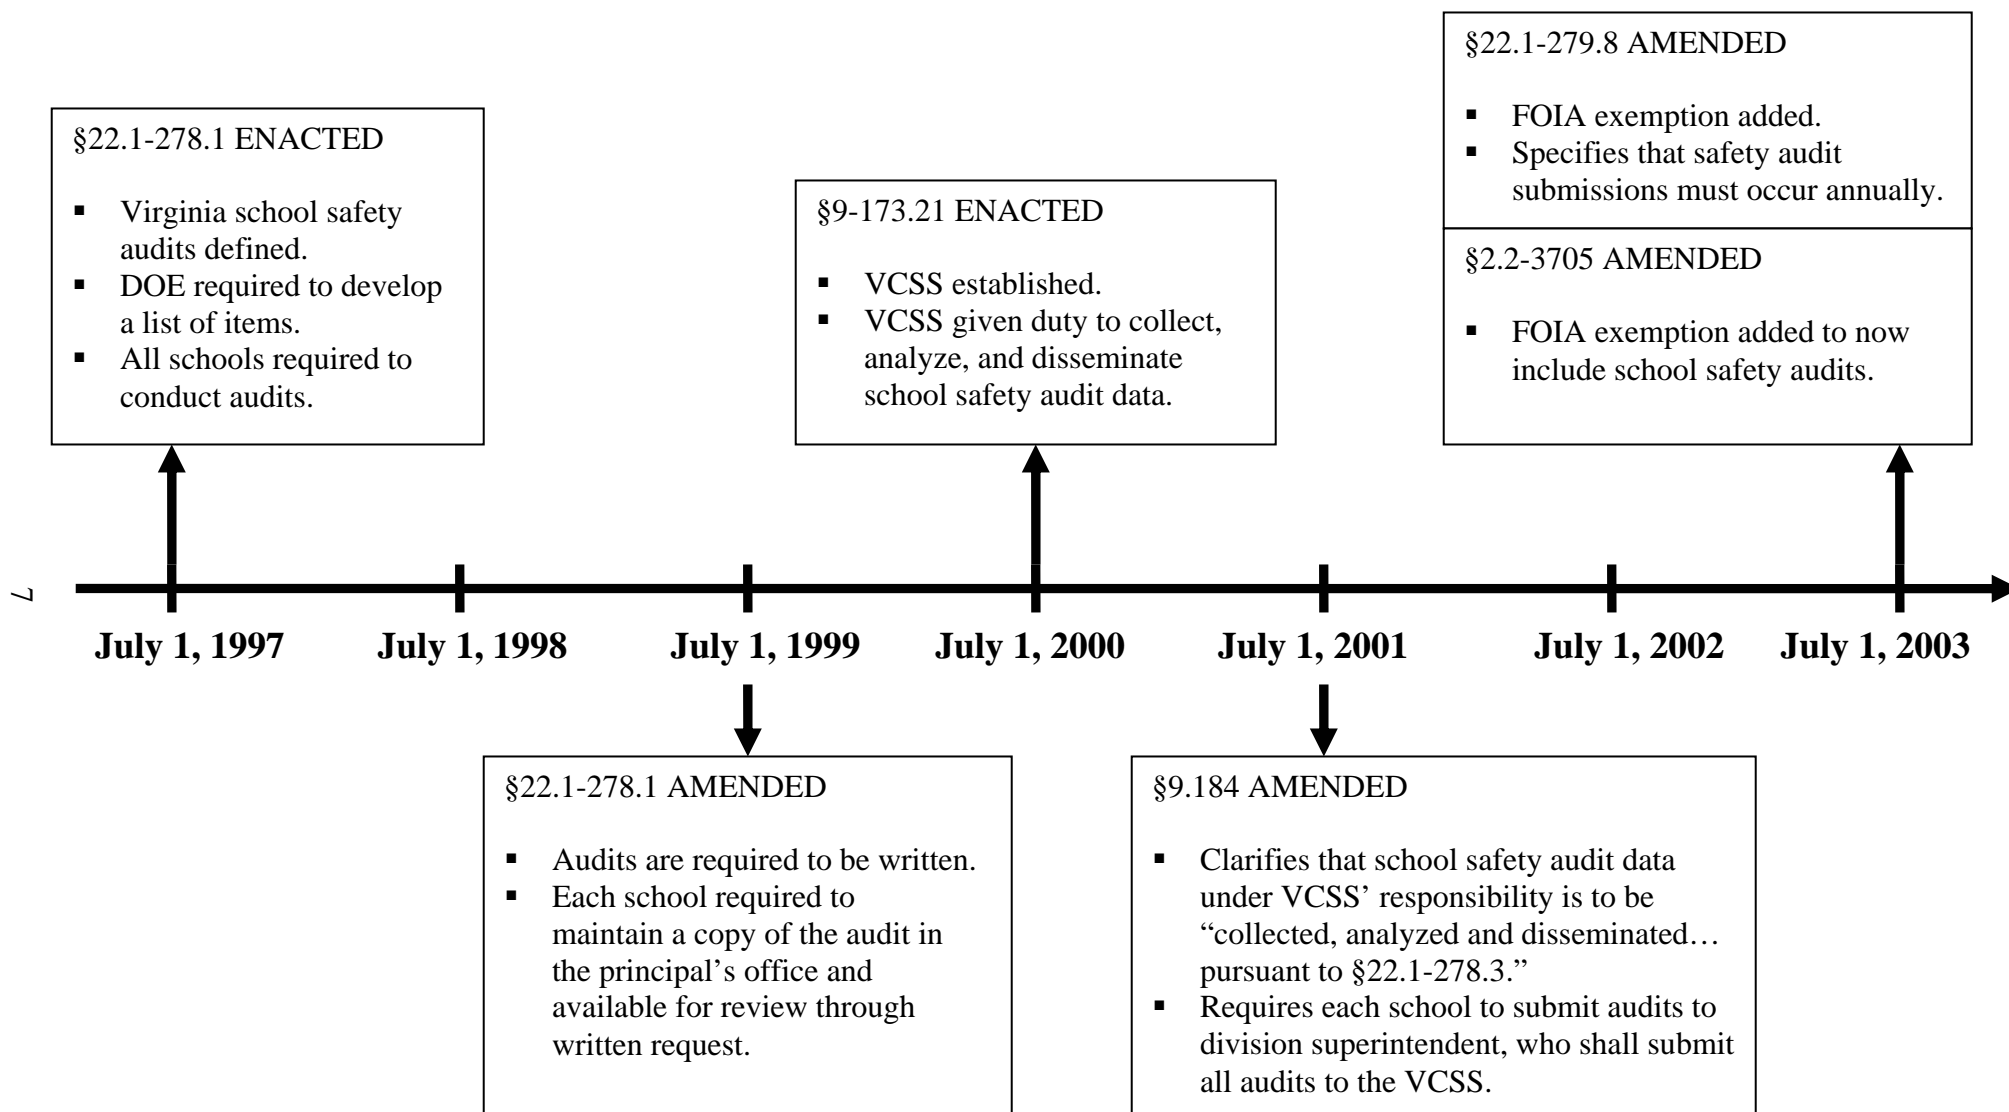 §22.1-278.1 ENACTED
▪ Virginia school safety
audits defined.
▪ DOE required to develop
a list of items.
▪ All schools required to
conduct audits.
§9-173.21 ENACTED
▪ VCSS established.
▪ VCSS given duty to collect,
analyze, and disseminate
school safety audit data.
§22.1-279.8 AMENDED
▪ FOIA exemption added.
▪ Specifies that safety audit
submissions must occur annually.
§2.2-3705 AMENDED
▪ FOIA exemption added to now
include school safety audits.
7
July 1, 1997
July 1, 1998
July 1, 1999
July 1, 2000
July 1, 2001
July 1, 2002
July 1, 2003
§22.1-278.1 AMENDED
▪ Audits are required to be written.
▪ Each school required to
maintain a copy of the audit in
the principal’s office and
available for review through
written request.
§9.184 AMENDED
▪ Clarifies that school safety audit data
under VCSS’ responsibility is to be
“collected, analyzed and disseminated…
pursuant to §22.1-278.3.”
▪ Requires each school to submit audits to
division superintendent, who shall submit
all audits to the VCSS.